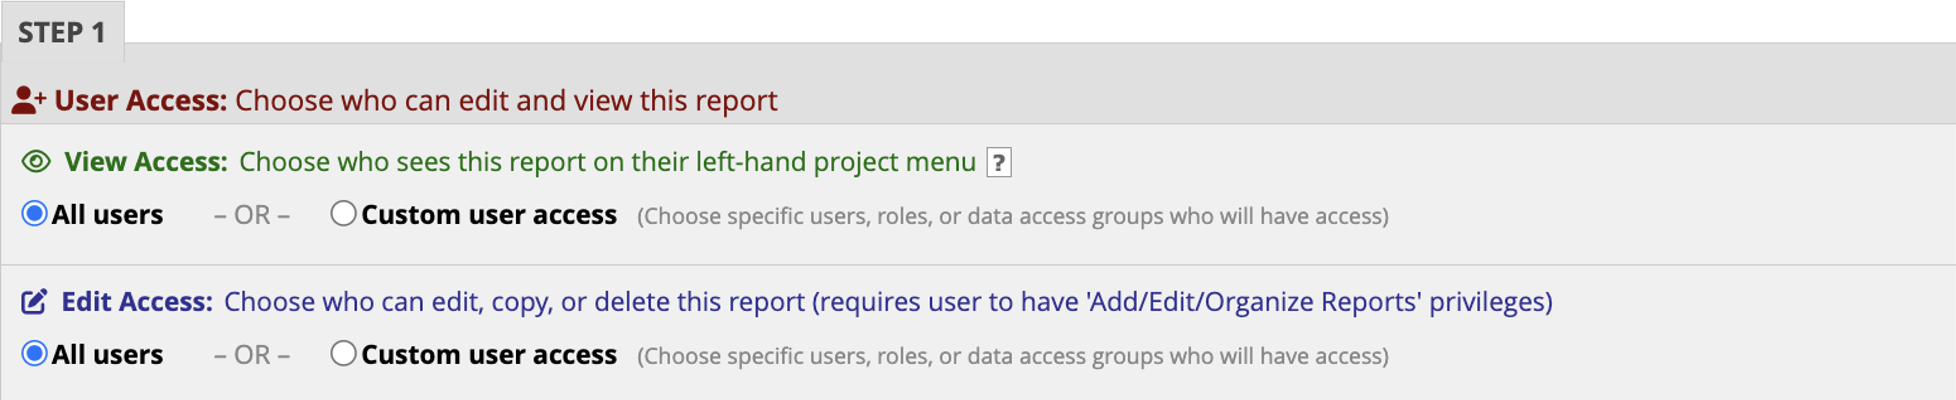 STEP 1
User Access: Choose who can edit and view this report
View Access: Choose who sees this report on their left-hand project menu ?
All users – OR – Custom user access (Choose specific users, roles, or data access groups who will have access)
Edit Access: Choose who can edit, copy, or delete this report (requires user to have 'Add/Edit/Organize Reports' privileges)
All users – OR – Custom user access (Choose specific users, roles, or data access groups who will have access)